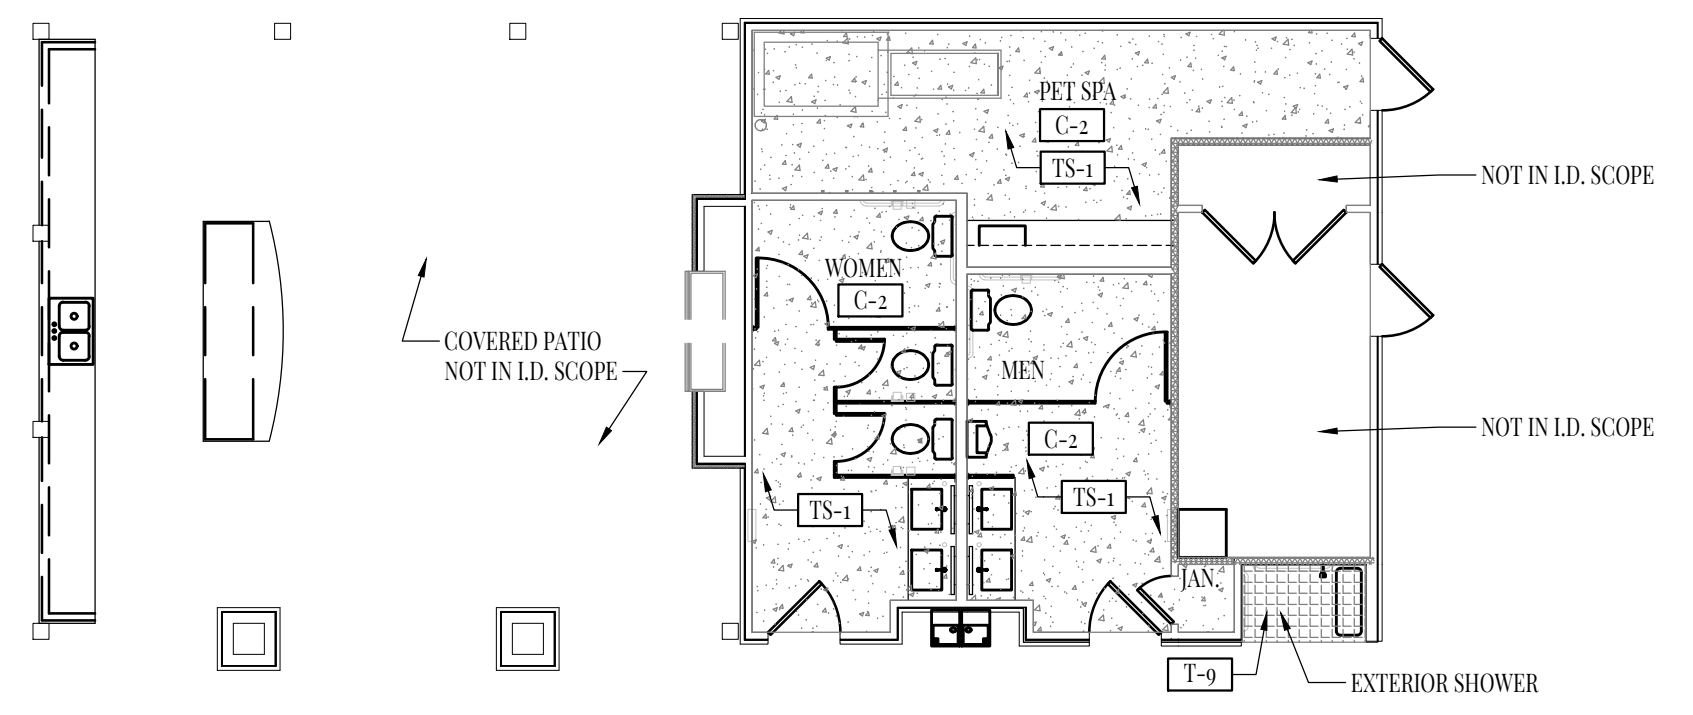 PET SPA
C-2
TS-1
NOT IN I.D. SCOPE
WOMEN
C-2
COVERED PATIO
NOT IN I.D. SCOPE
MEN
C-2
NOT IN I.D. SCOPE
TS-1
TS-1
JAN.
T-9
EXTERIOR SHOWER